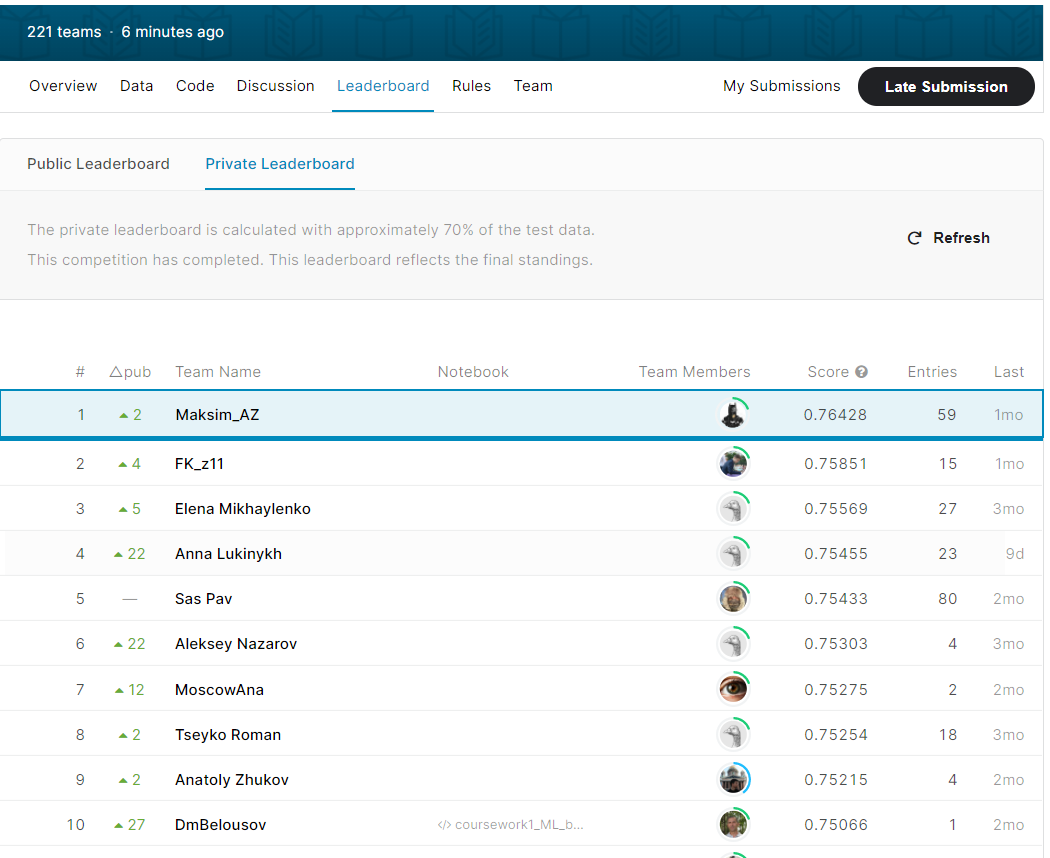 221 teams · 6 minutes ago
Overview Data Code Discussion Leaderboard Rules Team My Submissions Late Submission
Public Leaderboard Private Leaderboard
The private leaderboard is calculated with approximately 70% of the test data.
This competition has completed. This leaderboard reflects the final standings.
Refresh
# △pub Team Name Notebook Team Members Score ? Entries Last
1 ▲ 2 Maksim_AZ 0.76428 59 1mo
2 ▲ 4 FK_z11 0.75851 15 1mo
3 ▲ 5 Elena Mikhaylenko 0.75569 27 3mo
4 ▲ 22 Anna Lukinykh 0.75455 23 9d
5 — Sas Pav 0.75433 80 2mo
6 ▲ 22 Aleksey Nazarov 0.75303 4 3mo
7 ▲ 12 MoscowAna 0.75275 2 2mo
8 ▲ 2 Tseyko Roman 0.75254 18 3mo
9 ▲ 2 Anatoly Zhukov 0.75215 4 2mo
10 ▲ 27 DmBelousov </> coursework1_ML_b... 0.75066 1 2mo